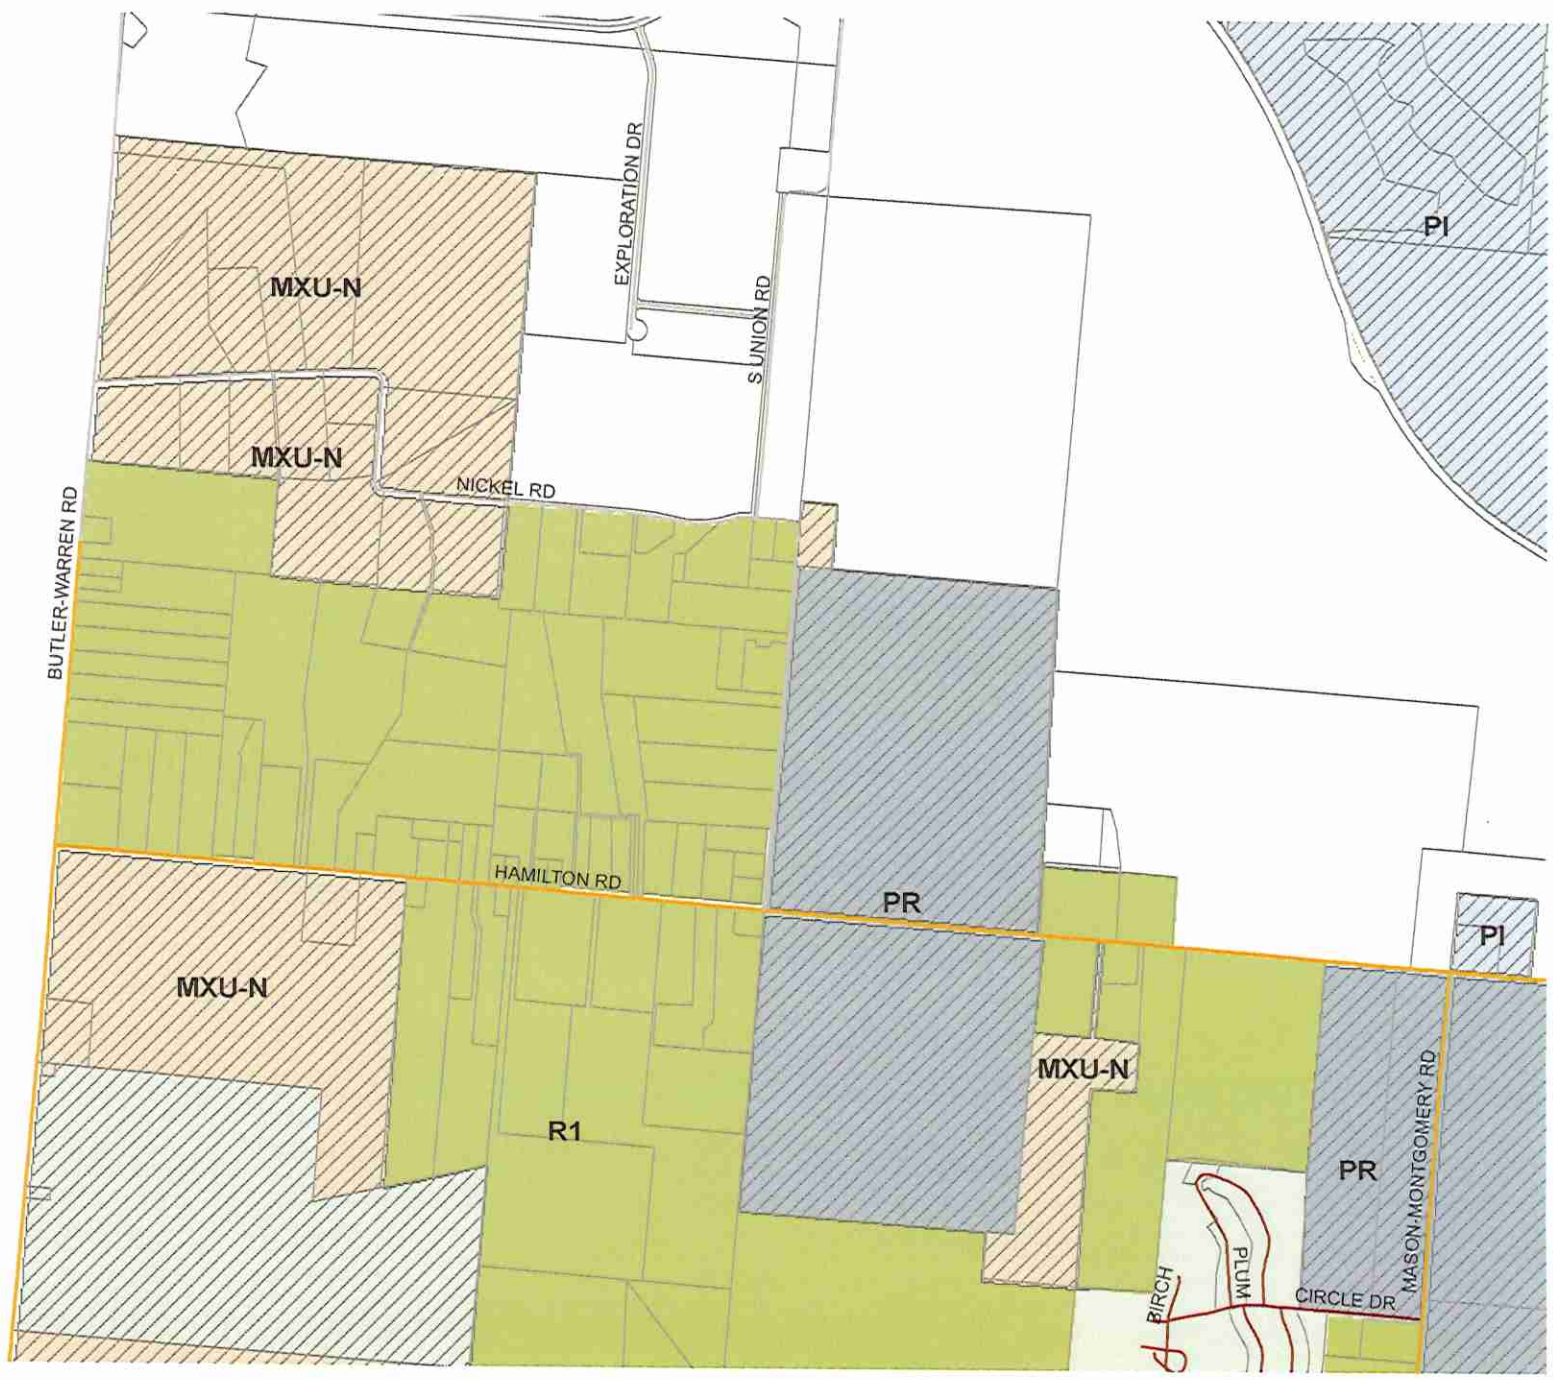 EXPLORATION DR
PI
MXU-N
S UNION RD
MXU-N
NICKEL RD
BUTLER-WARREN RD
HAMILTON RD
PR
PI
MXU-N
MXU-N
R1
PR
MASON-MONTGOMERY RD
PLUM
BIRCH
CIRCLE DR